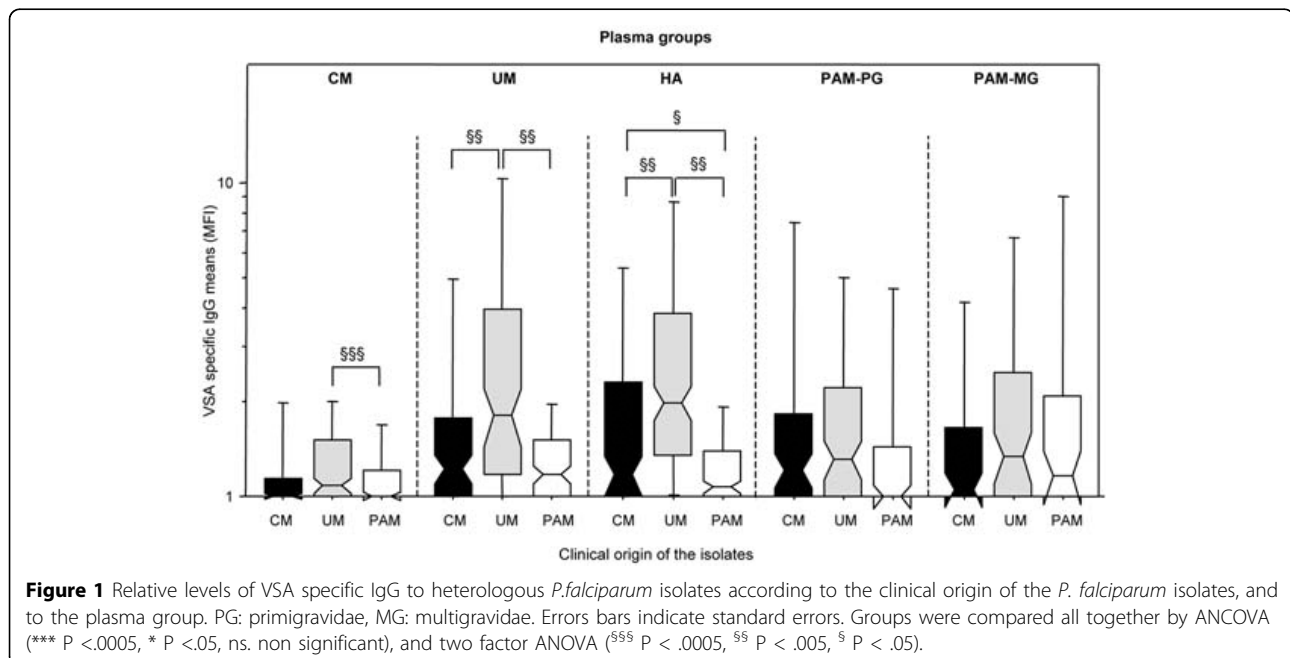 Plasma groups
CM UM HA PAM-PG PAM-MG
§
§§ §§ §§ §§
§§§
10
1
VSA specific IgG means (MFI)
CM UM PAM CM UM PAM CM UM PAM CM UM PAM CM UM PAM
Clinical origin of the isolates
Figure 1 Relative levels of VSA specific IgG to heterologous P.falciparum isolates according to the clinical origin of the P. falciparum isolates, and
to the plasma group. PG: primigravidae, MG: multigravidae. Errors bars indicate standard errors. Groups were compared all together by ANCOVA
(*** P <.0005, * P <.05, ns. non significant), and two factor ANOVA (§§§ P < .0005, §§ P < .005, § P < .05).